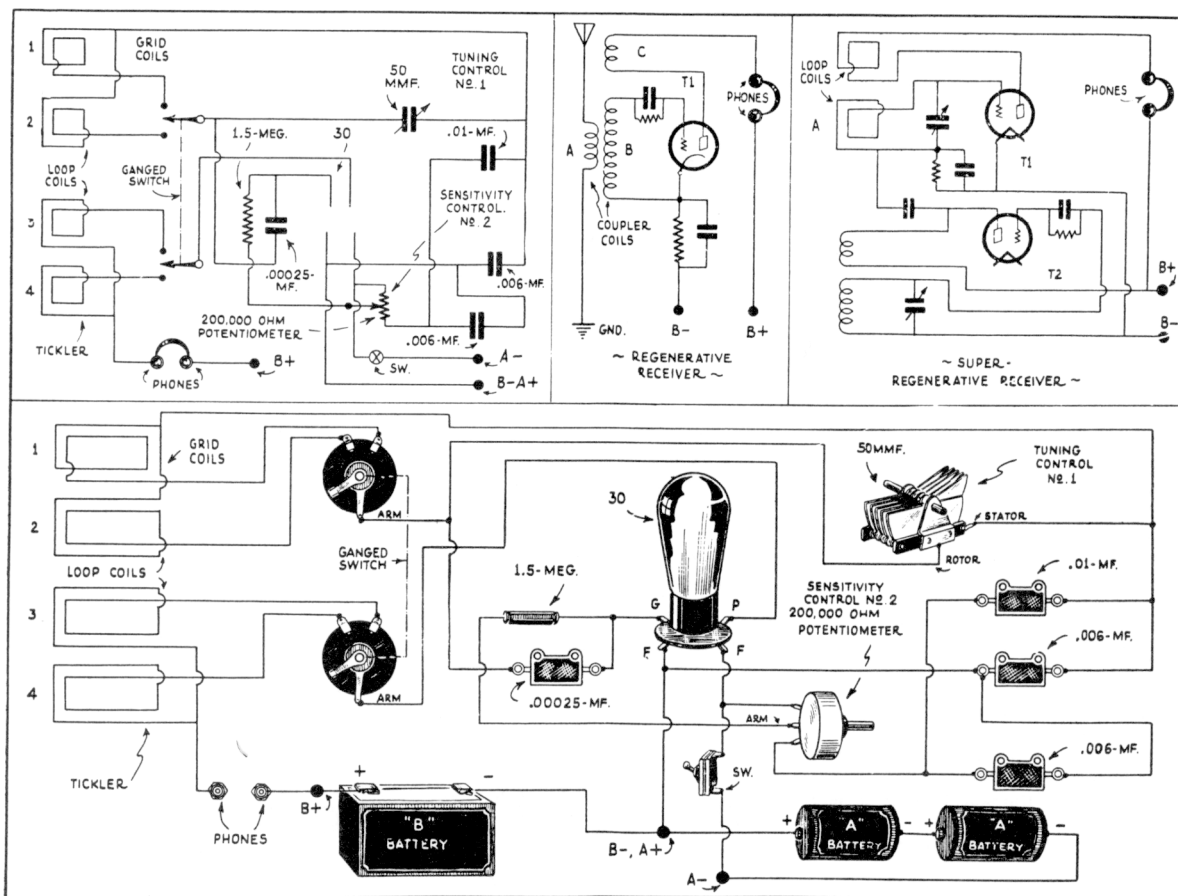 1
GRID
COILS
2
LOOP
COILS
GANGED
SWITCH
3
4
TICKLER
PHONES
B+
1.5-MEG.
30
50
MMF.
TUNING
CONTROL
NO.1
.01-MF.
SENSITIVITY
CONTROL.
NO.2
.00025-
MF.
.006-MF.
200,000 OHM
POTENTIOMETER
.006-MF.
SW.
A-
B-A+
C
T1
PHONES
A
B
COUPLER
COILS
GND.
B-
B+
~ REGENERATIVE
RECEIVER ~
LOOP
COILS
A
PHONES
T1
T2
B+
B-
~ SUPER-
REGENERATIVE RECEIVER ~
1
GRID
COILS
2
LOOP COILS
3
4
TICKLER
ARM
GANGED
SWITCH
ARM
PHONES
B+
+
-
"B"
BATTERY
1.5-MEG.
.00025-MF.
30
G
P
F
F
50MMF.
TUNING
CONTROL
NO.1
STATOR
ROTOR
SENSITIVITY
CONTROL NO.2
200,000 OHM
POTENTIOMETER
ARM
.01-MF.
.006-MF.
.006-MF.
SW.
B-, A+
A-
+
"A"
BATTERY
-
+
"A"
BATTERY
-